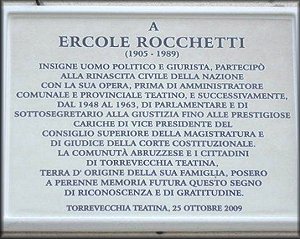 A
ERCOLE ROCCHETTI
(1905 - 1989)
INSIGNE UOMO POLITICO E GIURISTA, PARTECIPÒ
ALLA RINASCITA CIVILE DELLA NAZIONE
CON LA SUA OPERA, PRIMA DI AMMINISTRATORE
COMUNALE E PROVINCIALE TEATINO, E SUCCESSIVAMENTE,
DAL 1948 AL 1963, DI PARLAMENTARE E DI
SOTTOSEGRETARIO ALLA GIUSTIZIA FINO ALLE PRESTIGIOSE
CARICHE DI VICE PRESIDENTE DEL
CONSIGLIO SUPERIORE DELLA MAGISTRATURA E
DI GIUDICE DELLA CORTE COSTITUZIONALE.
LA COMUNUTÀ ABRUZZESE E I CITTADINI
DI TORREVECCHIA TEATINA,
TERRA D' ORIGINE DELLA SUA FAMIGLIA, POSERO
A PERENNE MEMORIA FUTURA QUESTO SEGNO
DI RICONOSCENZA E DI GRATITUDINE.
TORREVECCHIA TEATINA, 25 OTTOBRE 2009